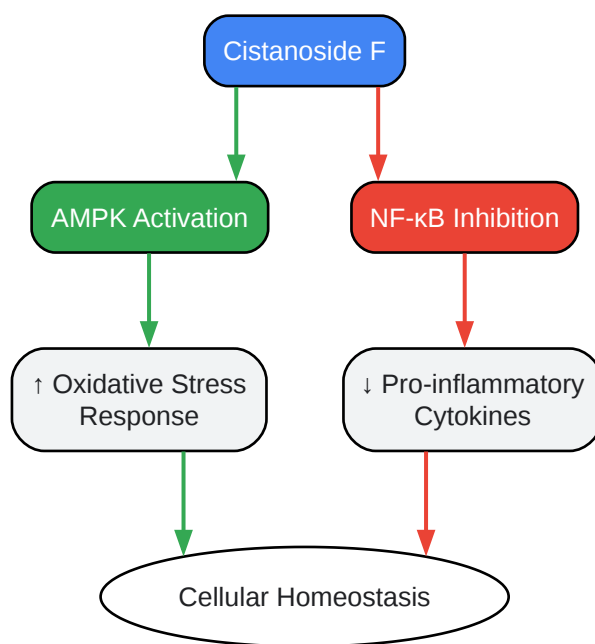 Cistanoside F
AMPK Activation
NF-κB Inhibition
↑ Oxidative Stress
Response
↓ Pro-inflammatory
Cytokines
Cellular Homeostasis